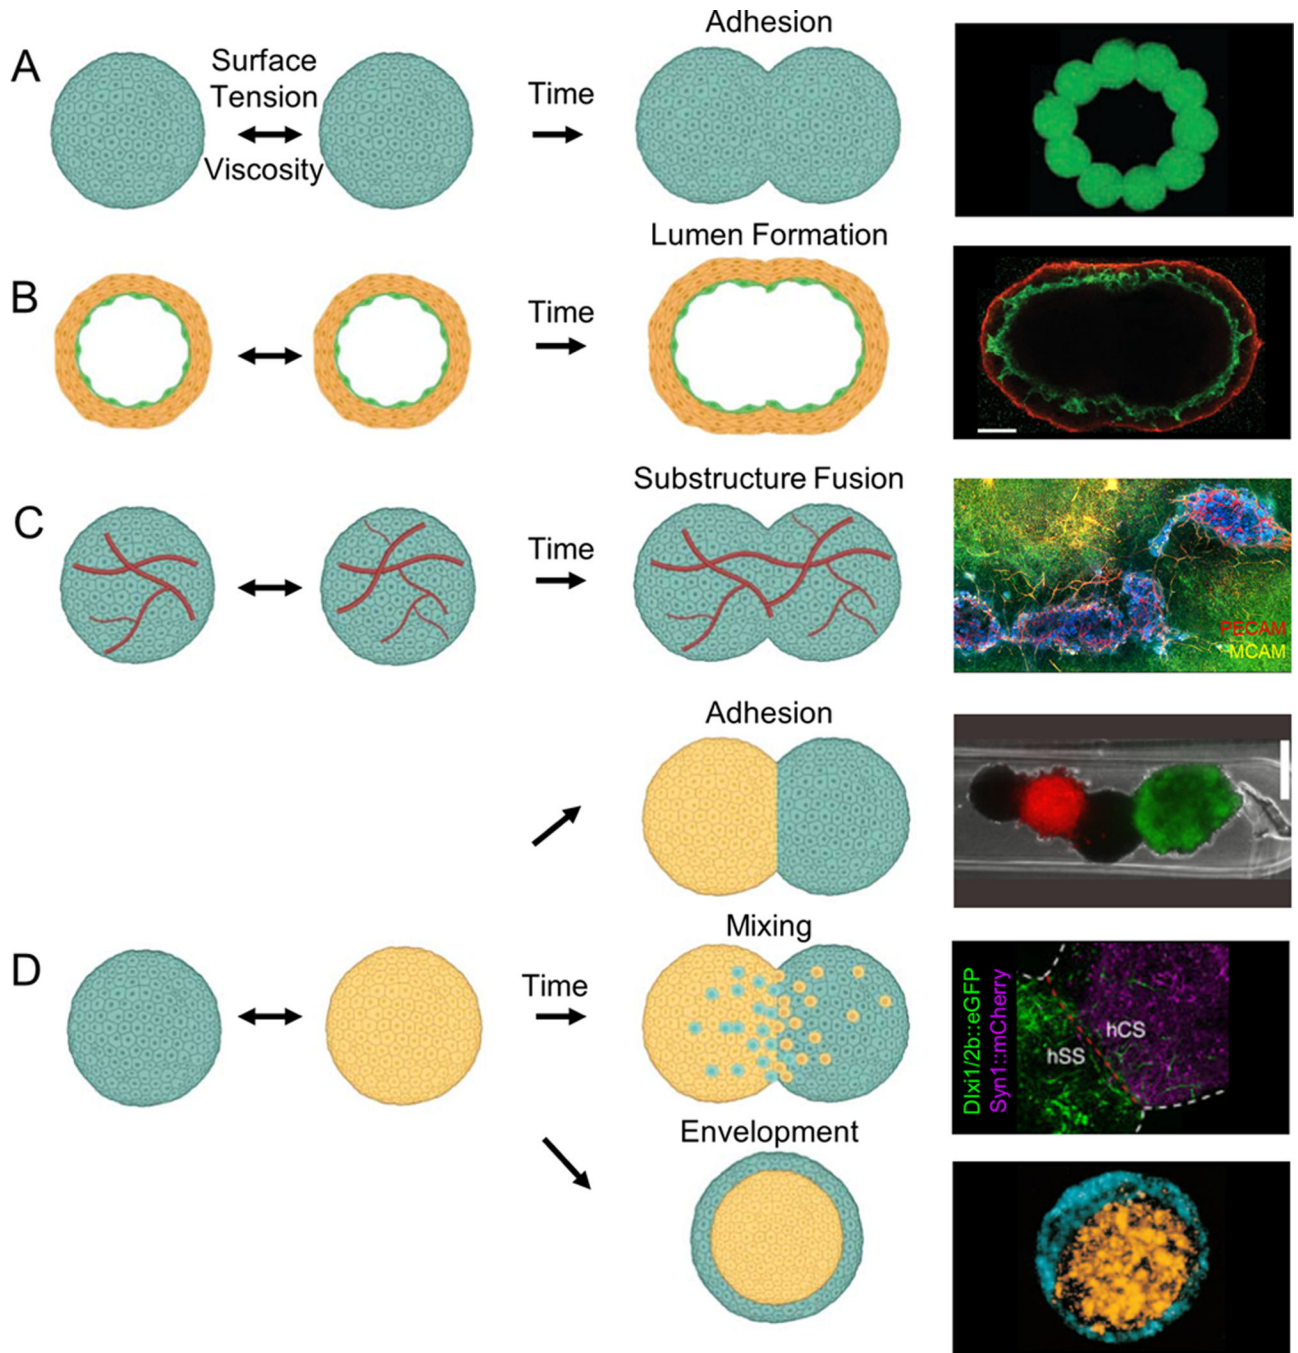 A
Surface
Tension
Viscosity
Time
Adhesion
B
Time
Lumen Formation
C
Time
Substructure Fusion
PECAM
MCAM
Adhesion
D
Time
Mixing
Dlxi1/2b::eGFP
Syn1::mCherry
hCS
hSS
Envelopment